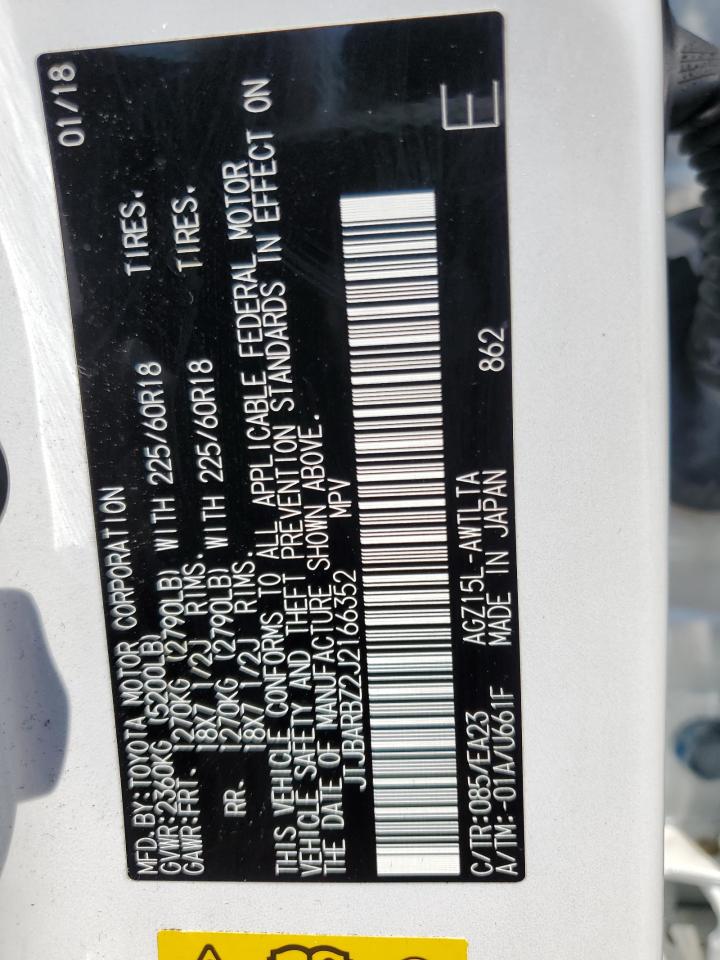 MFD. BY: TOYOTA MOTOR CORPORATION 01/18
GVWR: 2360KG (5200LB)
GAWR: FRT. 1270KG (2790LB) WITH 225/60R18 TIRES.
18X7 1/2J RIMS.
RR. 1270KG (2790LB) WITH 225/60R18 TIRES.
18X7 1/2J RIMS.
THIS VEHICLE CONFORMS TO ALL APPLICABLE FEDERAL MOTOR
VEHICLE SAFETY AND THEFT PREVENTION STANDARDS IN EFFECT ON
THE DATE OF MANUFACTURE SHOWN ABOVE.
JTJBARBZ2J2166352 MPV
C/TR: 085/EA23 AGZ15L-AWTLTA 862
A/TM: -01A/U661F MADE IN JAPAN
E